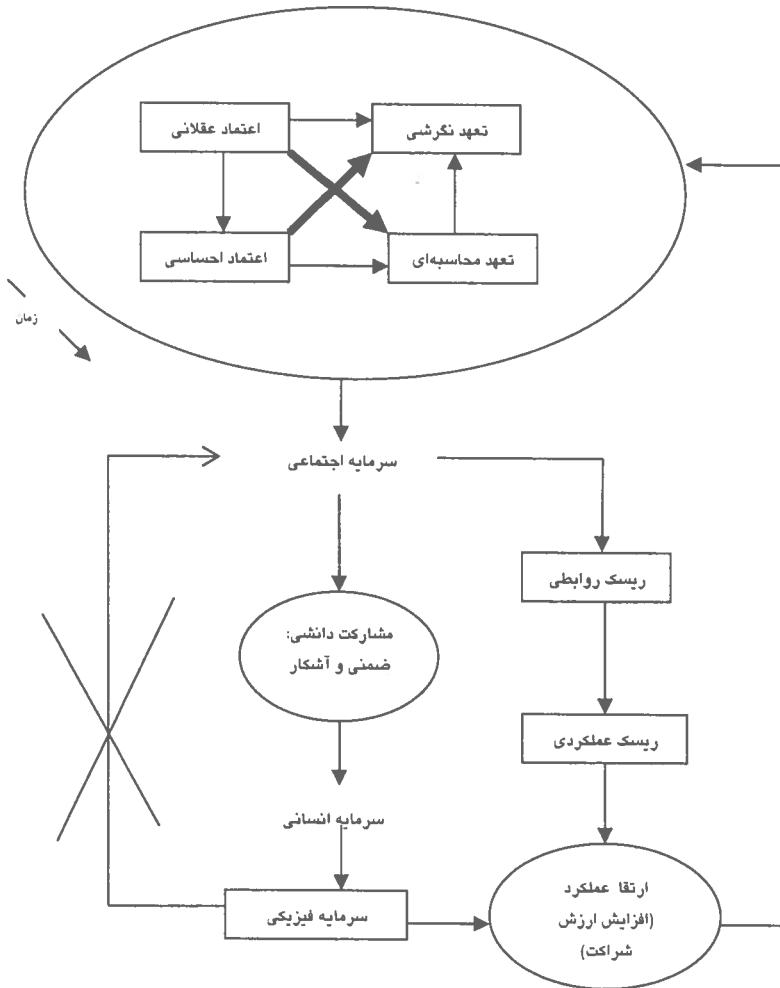 اعتماد عقلانی
تعهد نگرشی
اعتماد احساسی
تعهد محاسبه‌ای
زمان
سرمایه اجتماعی
ریسک روابطی
مشارکت دانشی:
ضمنی و آشکار
ریسک عملکردی
سرمایه انسانی
سرمایه فیزیکی
ارتقا عملکرد
(افزایش ارزش
شراکت)